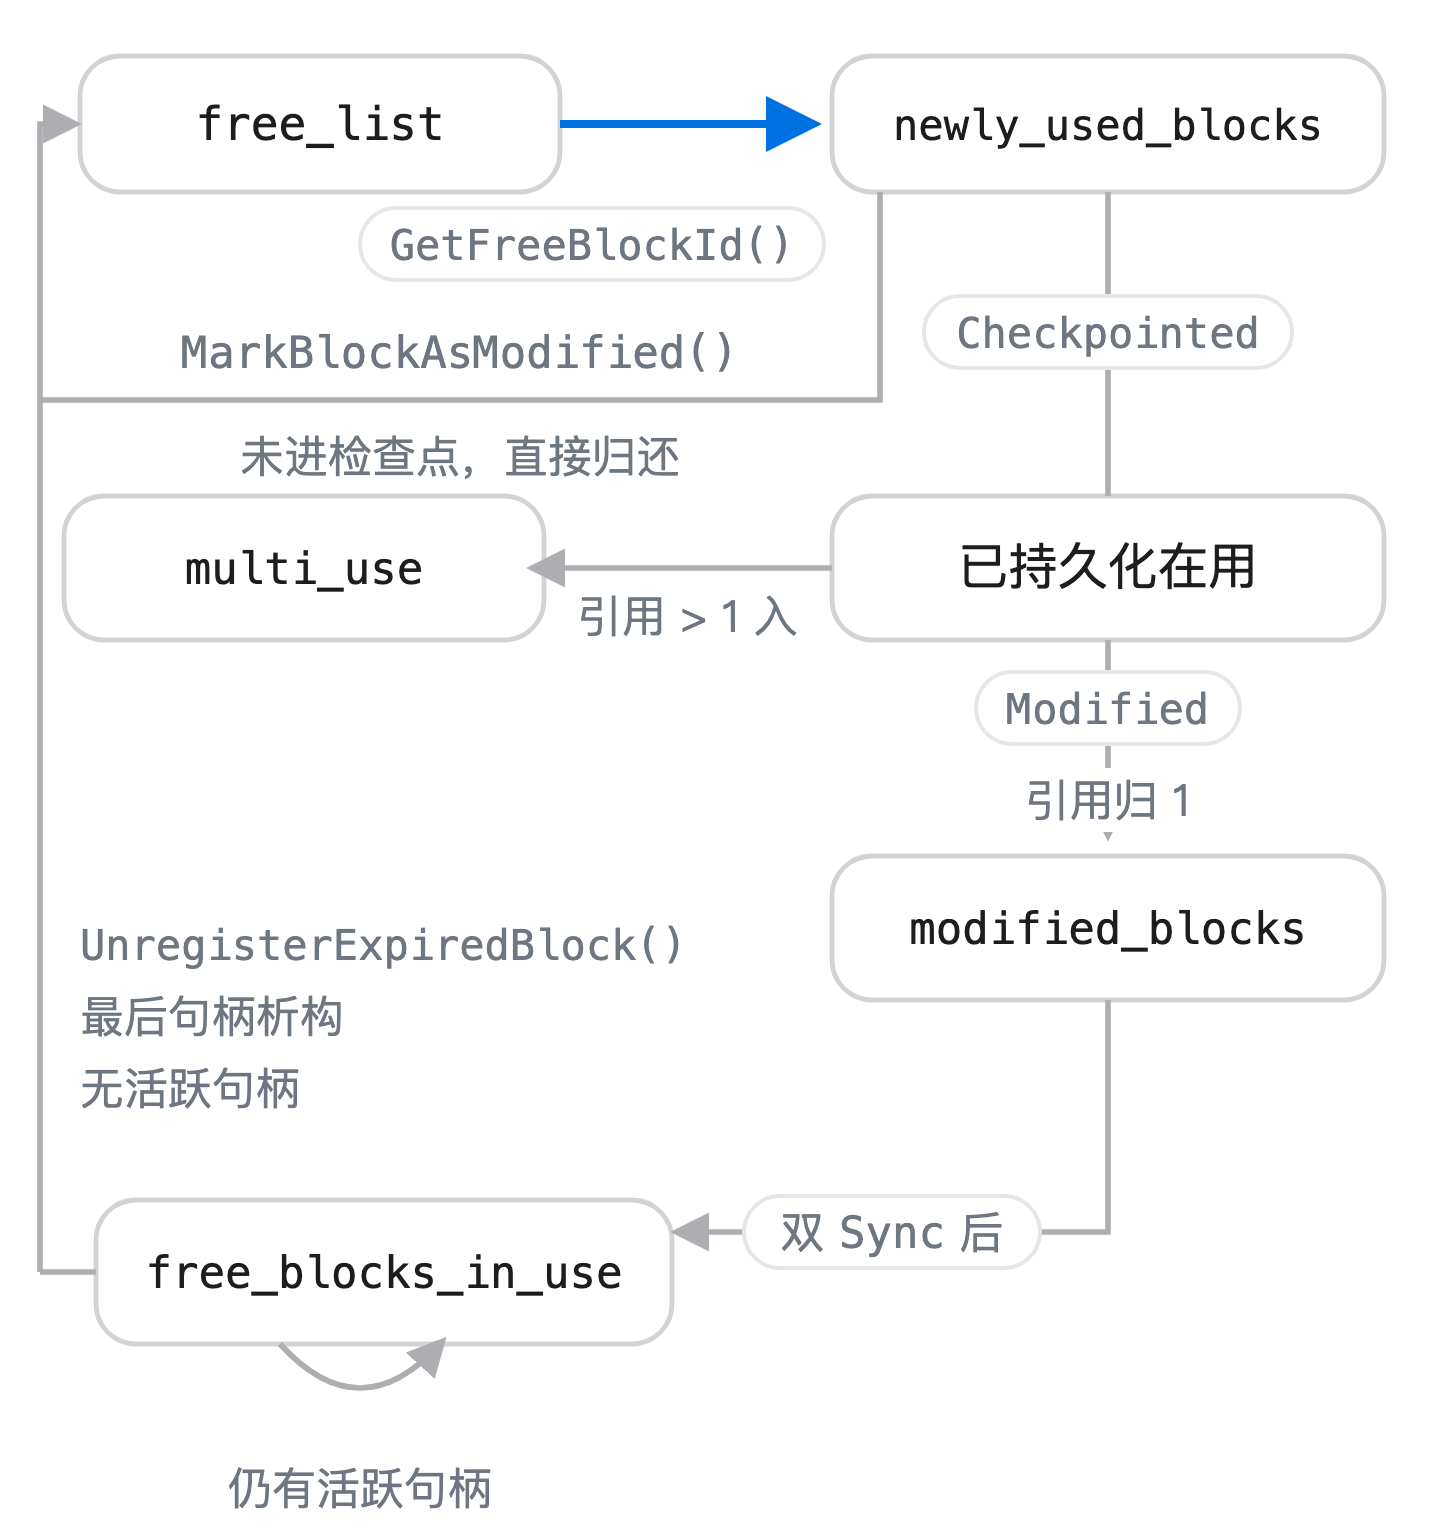 free_list
newly_used_blocks
GetFreeBlockId()
Checkpointed
MarkBlockAsModified()
未进检查点，直接归还
multi_use
已持久化在用
引用 > 1 入
Modified
引用归 1
modified_blocks
UnregisterExpiredBlock()
最后句柄析构
无活跃句柄
双 Sync 后
free_blocks_in_use
仍有活跃句柄